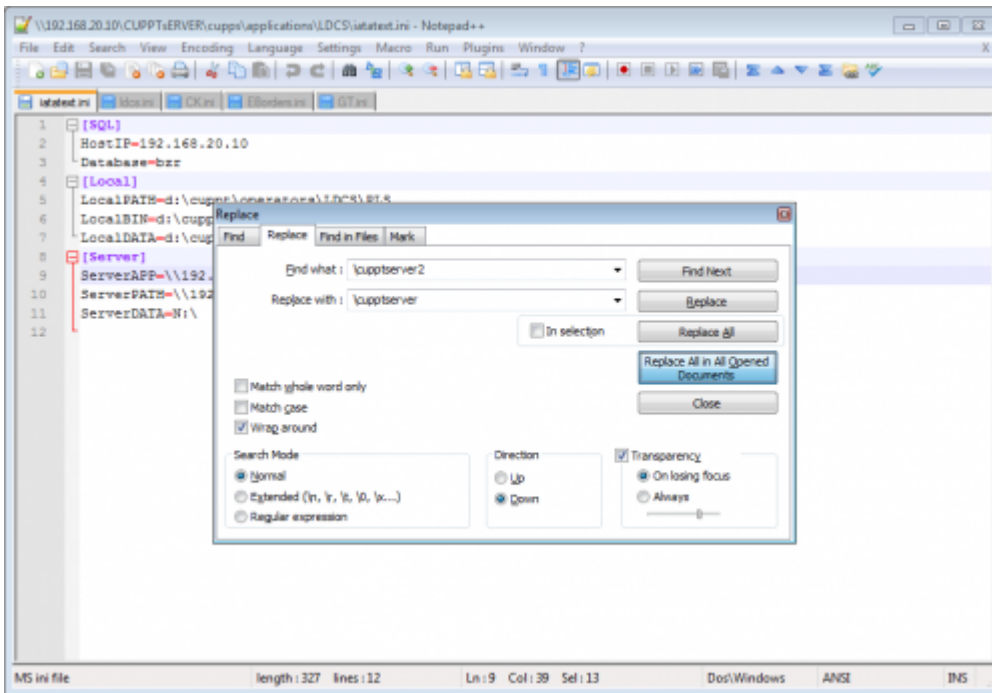 \\192.168.20.10\CUPPTsERVER\cupps\applications\LDCS\iatatext.ini - Notepad++
File Edit Search View Encoding Language Settings Macro Run Plugins Window ?
X
iatatext.ini ldcs.ini CK.ini EBorders.ini GT.ini
1 [SQL]
2 HostIP=192.168.20.10
3 Database=bzr
4 [Local]
5 LocalPATH=d:\cuppt\operators\LDCS\RLS
6 LocalBIN=d:\cupp
7 LocalDATA=d:\cup
8 [Server]
9 ServerAPP=\\192.
10 ServerPATH=\\192
11 ServerDATA=N:\
12
Replace
Find Replace Find in Files Mark
Find what : \cupptserver2
Find Next
Replace with : \cupptserver
Replace
In selection
Replace All
Replace All in All Opened
Documents
Close
Match whole word only
Match case
Wrap around
Search Mode
Normal
Extended (\n, \r, \t, \0, \x...)
Regular expression
Direction
Up
Down
Transparency
On losing focus
Always
MS ini file length : 327 lines : 12 Ln : 9 Col : 39 Sel : 13 Dos\Windows ANSI INS